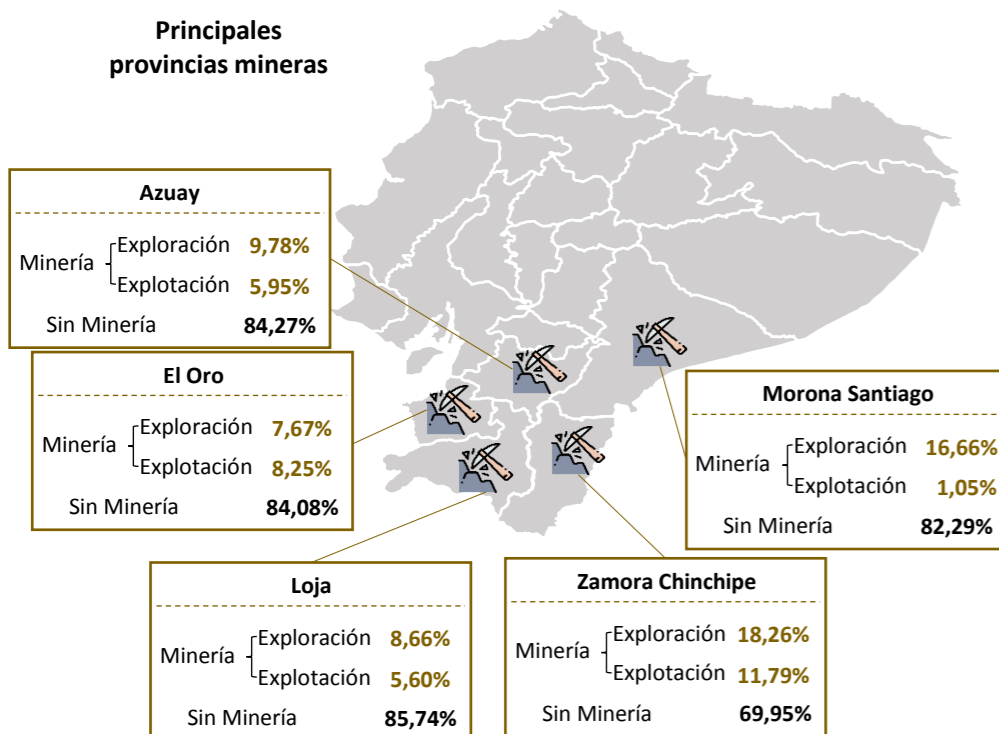 Principales
provincias mineras
Azuay
Minería
Exploración 9,78%
Explotación 5,95%
Sin Minería 84,27%
El Oro
Minería
Exploración 7,67%
Explotación 8,25%
Sin Minería 84,08%
Morona Santiago
Minería
Exploración 16,66%
Explotación 1,05%
Sin Minería 82,29%
Loja
Minería
Exploración 8,66%
Explotación 5,60%
Sin Minería 85,74%
Zamora Chinchipe
Minería
Exploración 18,26%
Explotación 11,79%
Sin Minería 69,95%